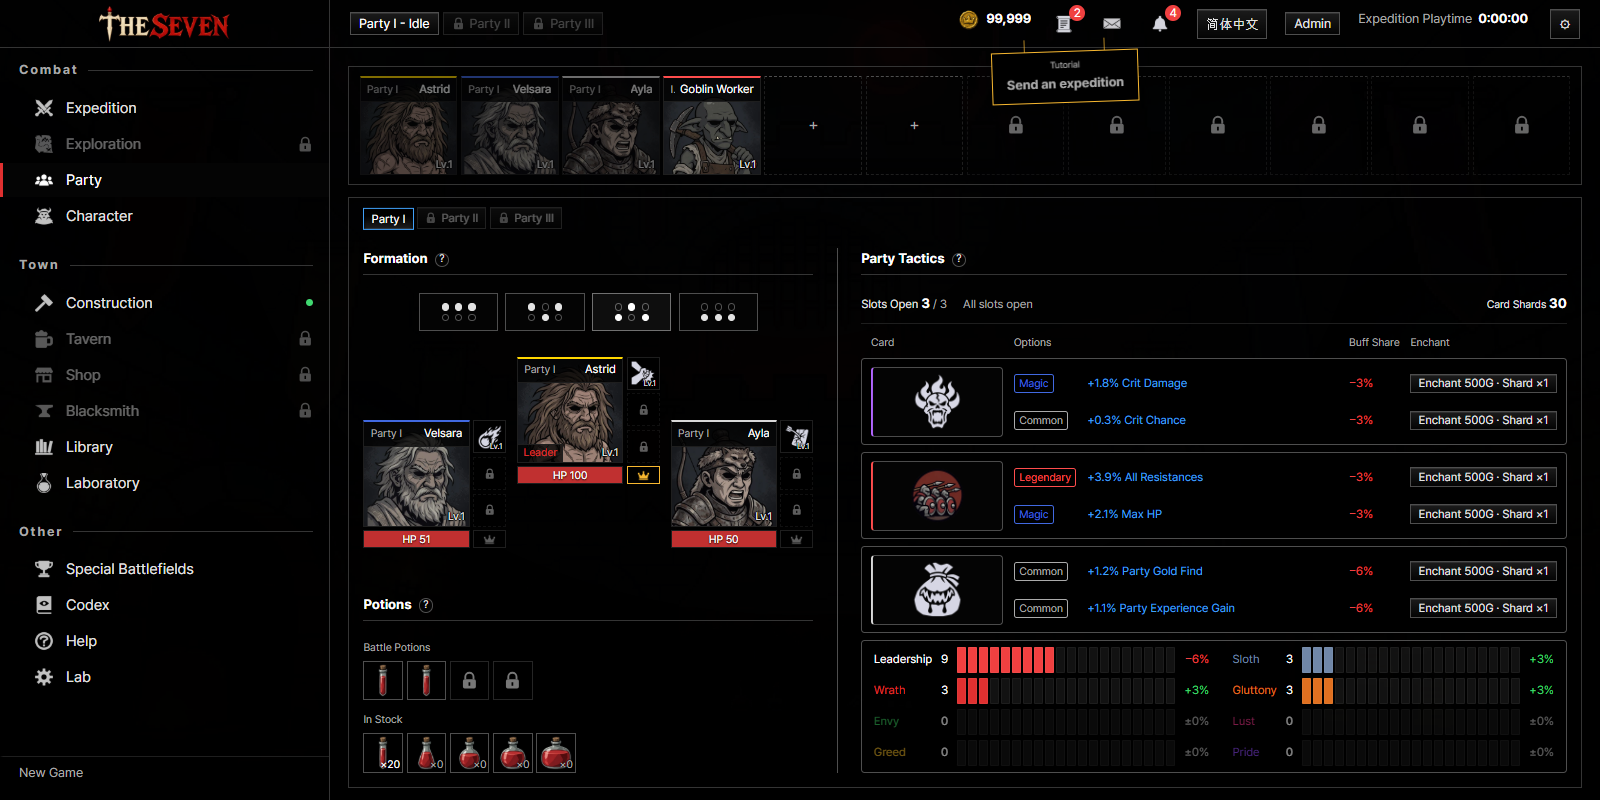 THE SEVEN
Party I - Idle
Party II
Party III
99,999
2
4
简体中文
Admin
Expedition Playtime 0:00:00
Tutorial
Send an expedition
Combat
Expedition
Exploration
Party
Character
Town
Construction
Tavern
Shop
Blacksmith
Library
Laboratory
Other
Special Battlefields
Codex
Help
Lab
New Game
Party I Astrid
Lv.1
Party I Velsara
Lv.1
Party I Ayla
Lv.1
I. Goblin Worker
Lv.1
+
+
Party I
Party II
Party III
Formation ?
Party I Astrid
Leader Lv.1
HP 100
Lv.1
Party I Velsara
Lv.1
HP 51
Lv.1
Party I Ayla
Lv.1
HP 50
Lv.1
Potions ?
Battle Potions
In Stock
×20 ×0 ×0 ×0 ×0
Party Tactics ?
Slots Open 3 / 3 All slots open Card Shards 30
Card Options Buff Share Enchant
Magic +1.8% Crit Damage −3% Enchant 500G · Shard ×1
Common +0.3% Crit Chance −3% Enchant 500G · Shard ×1
Legendary +3.9% All Resistances −3% Enchant 500G · Shard ×1
Magic +2.1% Max HP −3% Enchant 500G · Shard ×1
Common +1.2% Party Gold Find −6% Enchant 500G · Shard ×1
Common +1.1% Party Experience Gain −6% Enchant 500G · Shard ×1
Leadership 9 −6% Sloth 3 +3%
Wrath 3 +3% Gluttony 3 +3%
Envy 0 ±0% Lust 0 ±0%
Greed 0 ±0% Pride 0 ±0%